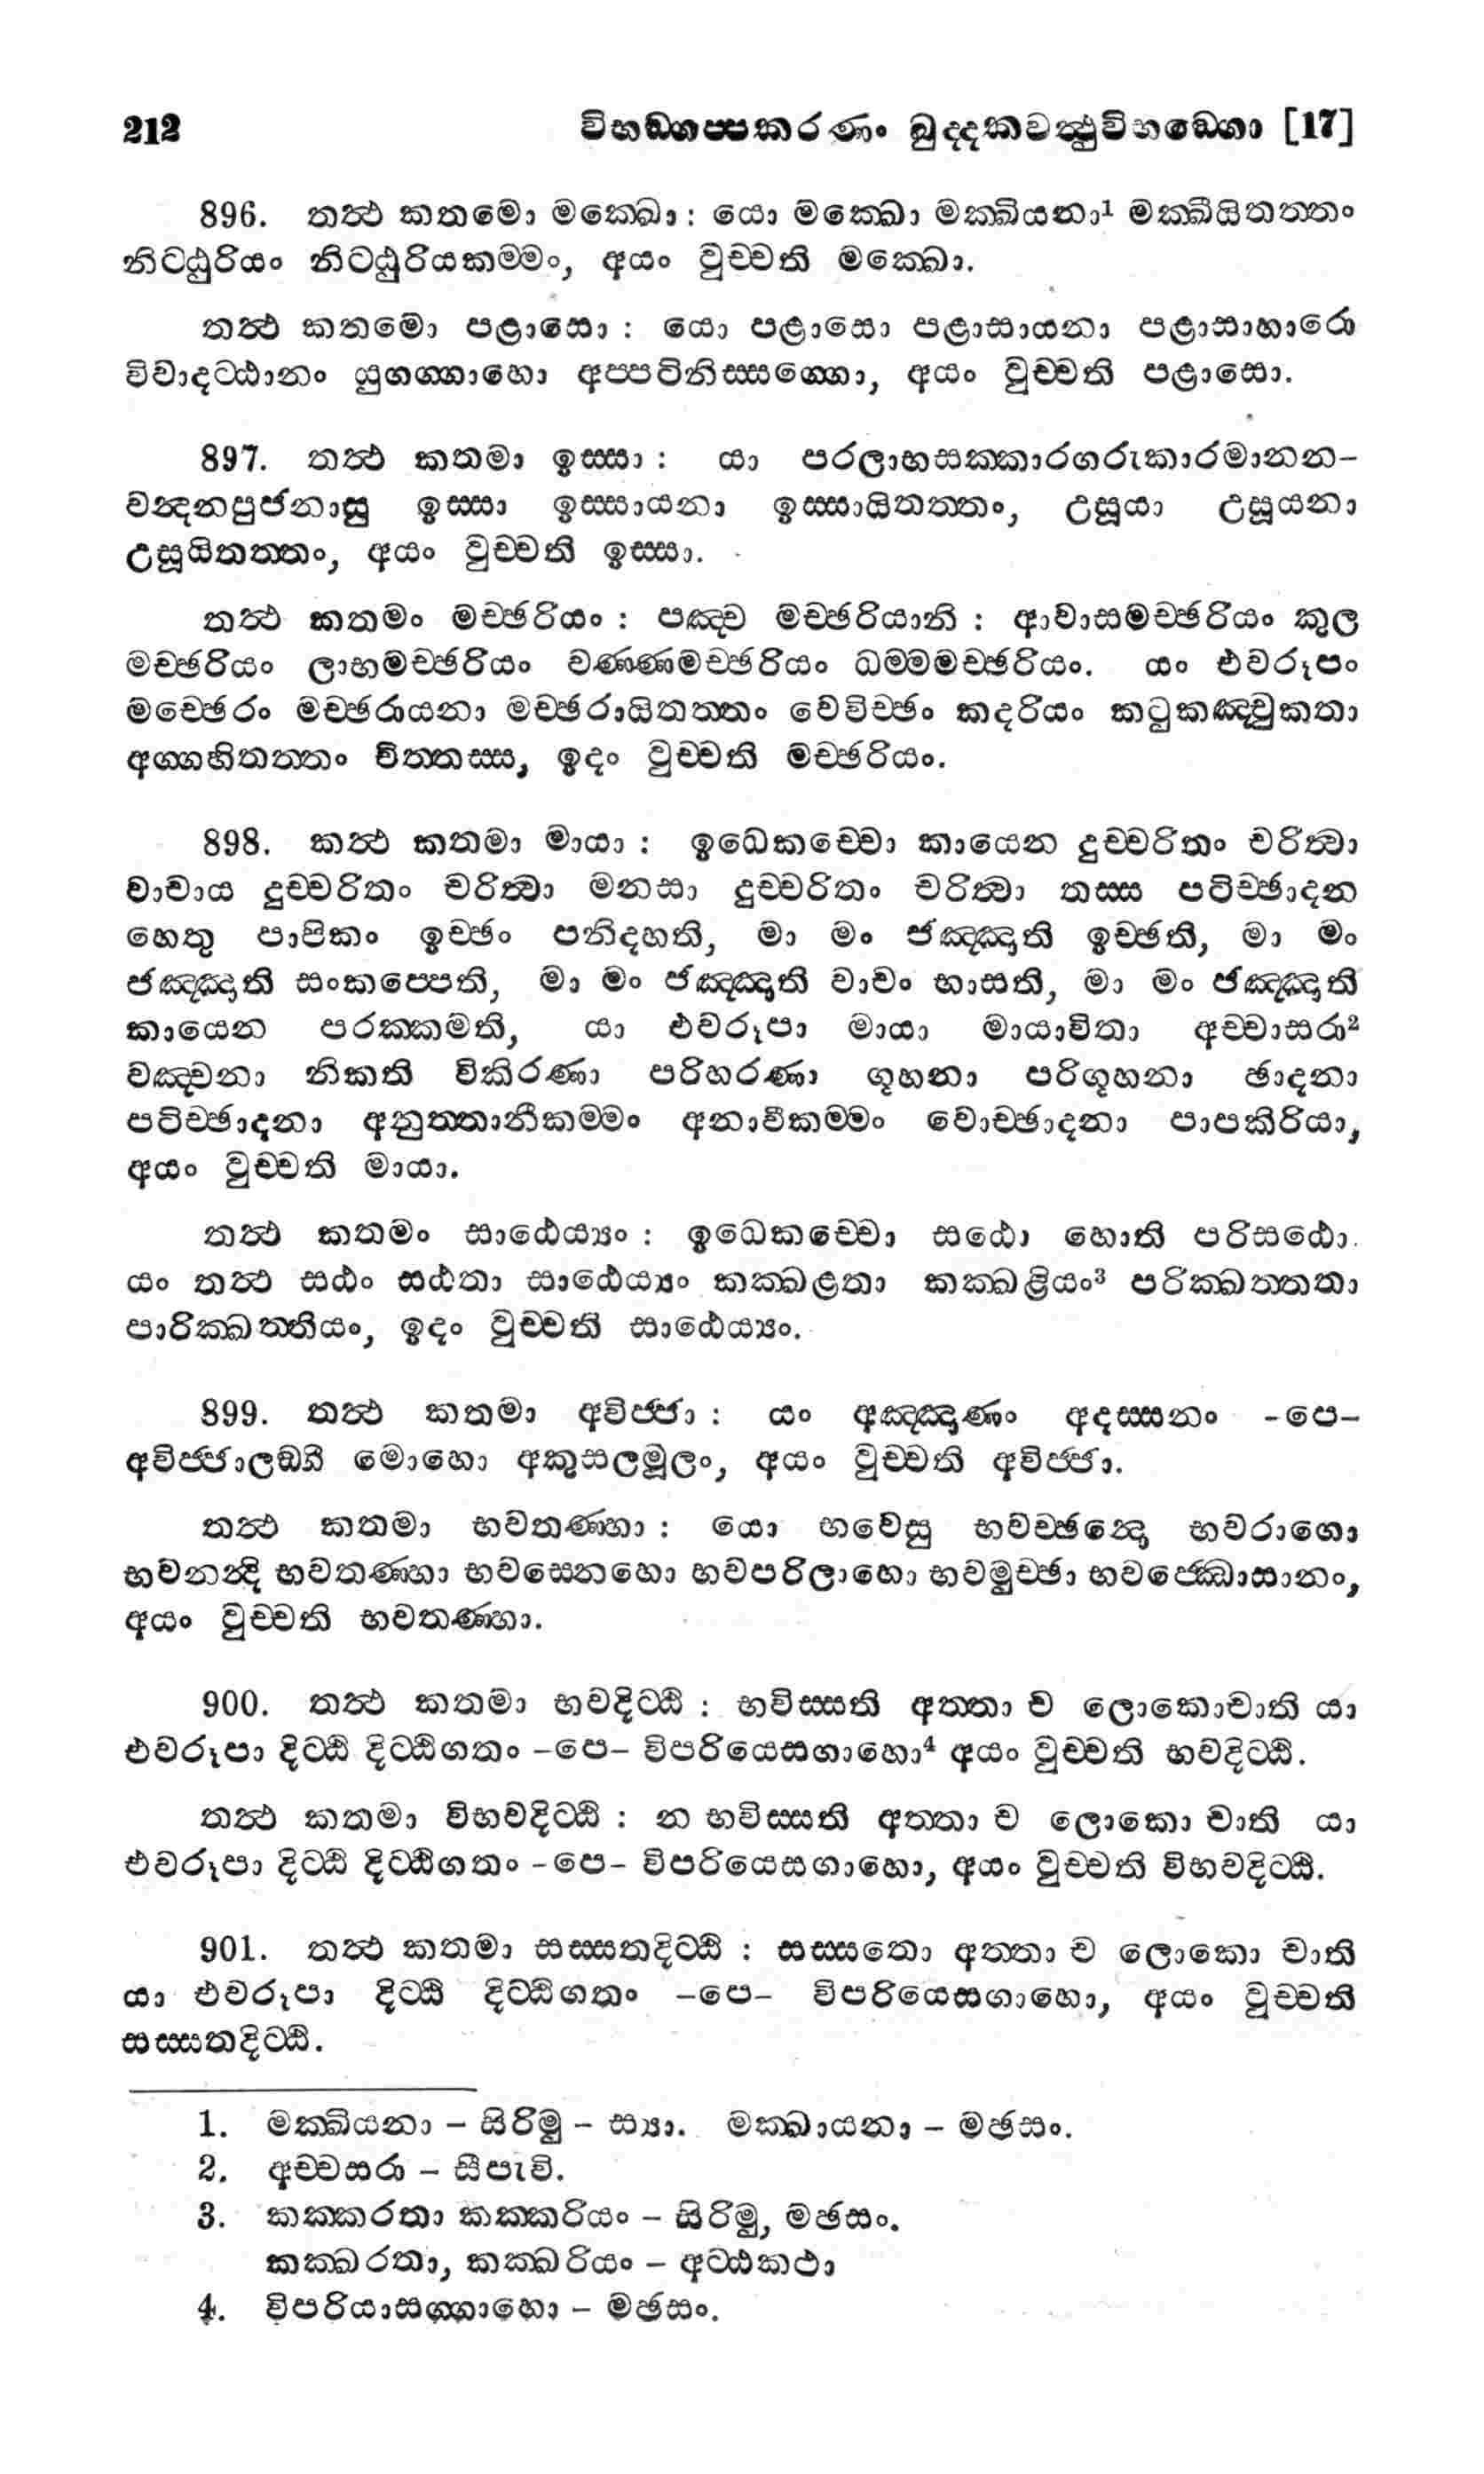 212 විභඞ්ගප්පකරණං ඛුද්දකවත්ථුවිභඞ්ගො [17]
896. තත්ථ කතමො මක්ඛො: යො මක්ඛො මක්ඛියනා¹ මක්ඛීයිතත්තං
නිට්ඨුරියං නිට්ඨුරියකම්මං, අයං වුච්චති මක්ඛො.
තත්ථ කතමො පළාසො : යො පළාසො පළාසායනා පළාසාහාරො
විවාදට්ඨානං යුගග්ගාහො අප්පටිනිස්සග්ගො, අයං වුච්චති පළාසො.
897. තත්ථ කතමා ඉස්සා : යා පරලාභසක්කාරගරුකාරමානන-
වන්දනපුජනාසු ඉස්සා ඉස්සායනා ඉස්සායිතත්තං, උසූයා උසූයනා
උසූයිතත්තං, අයං වුච්චති ඉස්සා.
තත්ථ කතමං මච්ඡරියං : පඤ්ච මච්ඡරියානි : ආවාසමච්ඡරියං කුල
මච්ඡරියං ලාභමච්ඡරියං වණ්ණමච්ඡරියං ධම්මමච්ඡරියං. යං එවරූපං
මච්ඡෙරං මච්ඡරායනා මච්ඡරායිතත්තං වෙවිච්ඡං කදරියං කටුකඤ්චුකතා
අග්ගහිතත්තං චිත්තස්ස, ඉදං වුච්චති මච්ඡරියං.
898. කත්ථ කතමා මායා : ඉධෙකච්චො කායෙන දුච්චරිතං චරිත්වා
වාචාය දුච්චරිතං චරිත්වා මනසා දුච්චරිතං චරිත්වා තස්ස පටිච්ඡාදන
හෙතු පාපිකං ඉච්ඡං පනිදහති, මා මං ජඤ්ඤාති ඉච්ඡති, මා මං
ජඤ්ඤාති සංකප්පෙති, මා මං ජඤ්ඤාති වාචං භාසති, මා මං ජඤ්ඤාති
කායෙන පරක්කමති, යා එවරූපා මායා මායාවිතා අච්චාසරා²
වඤ්චනා නිකති විකිරණා පරිහරණා ගූහනා පරිගූහනා ඡාදනා
පටිච්ඡාදනා අනුත්තානීකම්මං අනාවීකම්මං වොච්ඡාදනා පාපකිරියා,
අයං වුච්චති මායා.
තත්ථ කතමං සාඨෙය්‍යං : ඉධෙකච්චො සඨො හොති පරිසඨො.
යං තත්ථ සඨං සඨතා සාඨෙය්‍යං කක්ඛළතා කක්ඛළියං³ පරික්ඛත්තතා
පාරික්ඛත්තියං, ඉදං වුච්චති සාඨෙය්‍යං.
899. තත්ථ කතමා අවිජ්ජා : යං අඤ්ඤාණං අදස්සනං -පෙ-
අවිජ්ජාලඞ්ගී මොහො අකුසලමූලං, අයං වුච්චති අවිජ්ජා.
තත්ථ කතමා භවතණ්හා : යො භවෙසු භවච්ඡන්දො භවරාගො
භවනන්දි භවතණ්හා භවසෙනහො භවපරිලාහො භවමුච්ඡා භවජ්ඣොසානං,
අයං වුච්චති භවතණ්හා.
900. තත්ථ කතමා භවදිට්ඨි : භවිස්සති අත්තා ච ලොකොචාති යා
එවරූපා දිට්ඨි දිට්ඨිගතං -පෙ- විපරියෙසගාහො⁴ අයං වුච්චති භවදිට්ඨි.
තත්ථ කතමා විභවදිට්ඨි : න භවිස්සති අත්තා ච ලොකො චාති යා
එවරූපා දිට්ඨි දිට්ඨිගතං -පෙ- විපරියෙසගාහො, අයං වුච්චති විභවදිට්ඨි.
901. තත්ථ කතමා සස්සතදිට්ඨි : සස්සතො අත්තා ච ලොකො චාති
යා එවරූපා දිට්ඨි දිට්ඨිගතං -පෙ- විපරියෙසගාහො, අයං වුච්චති
සස්සතදිට්ඨි.
1. මක්ඛියනා - සිරිමු - ස්‍යා. මක්ඛායනා - මඡසං.
2. අච්චසරා - සීපැවි.
3. කක්කරතා කක්කරියං - සිරිමු, මඡසං.
කක්ඛරතා, කක්ඛරියං - අට්ඨකථා
4. විපරියාසග්ගාහො - මඡසං.